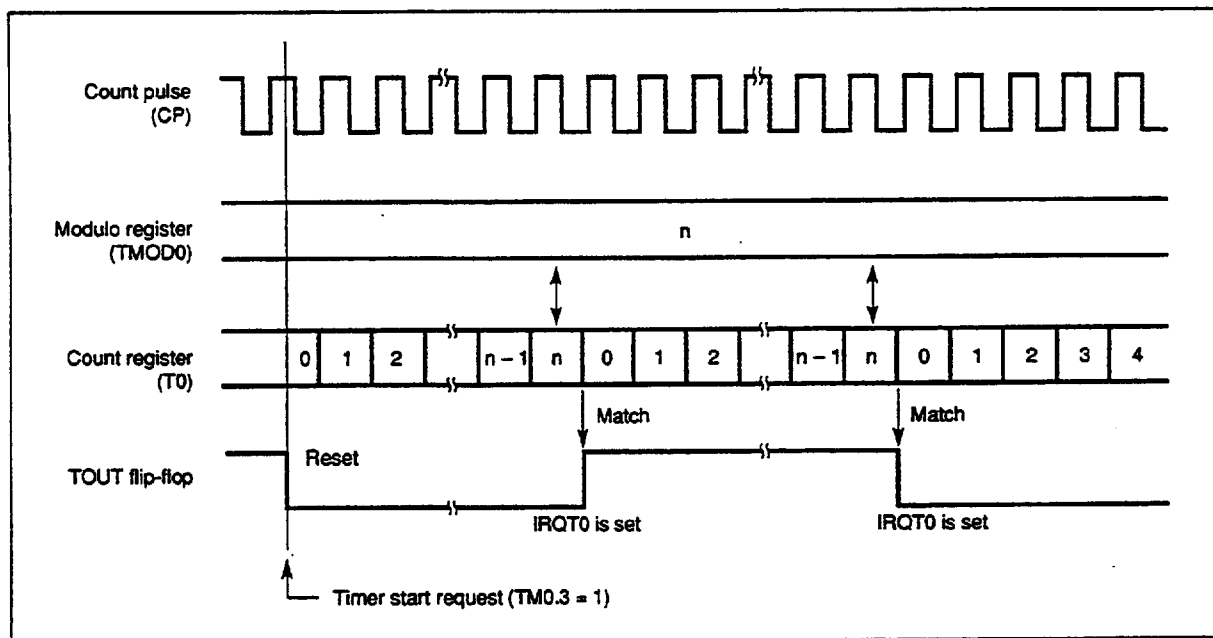 Count pulse
(CP)
Modulo register
(TMOD0)
n
Count register
(T0)
0 1 2 n – 1 n 0 1 2 n–1 n 0 1 2 3 4
Match
Match
TOUT flip-flop
Reset
IRQT0 is set
IRQT0 is set
Timer start request (TM0.3 = 1)